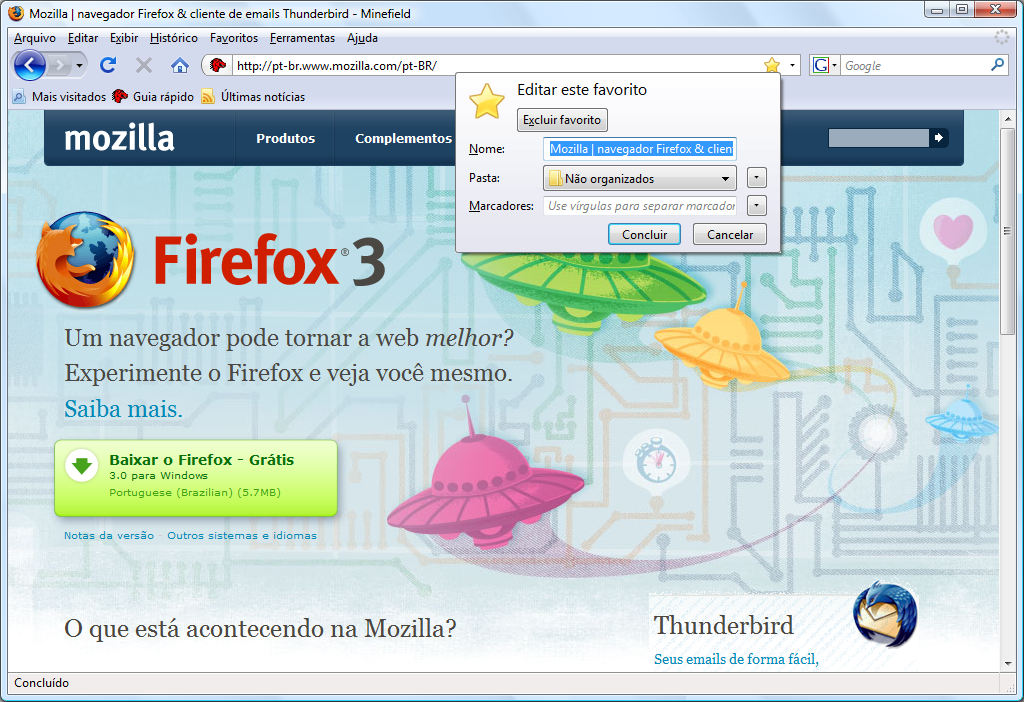 Mozilla | navegador Firefox & cliente de emails Thunderbird - Minefield
Arquivo Editar Exibir Histórico Favoritos Ferramentas Ajuda
http://pt-br.www.mozilla.com/pt-BR/
G Google
Mais visitados Guia rápido Últimas notícias
Editar este favorito
Excluir favorito
Nome: Mozilla | navegador Firefox & clien
Pasta: Não organizados
Marcadores: Use vírgulas para separar marcador
Concluir Cancelar
mozilla Produtos Complementos
Firefox® 3
Um navegador pode tornar a web melhor?
Experimente o Firefox e veja você mesmo.
Saiba mais.
Baixar o Firefox - Grátis
3.0 para Windows
Portuguese (Brazilian) (5.7MB)
Notas da versão · Outros sistemas e idiomas
O que está acontecendo na Mozilla?
Thunderbird
Seus emails de forma fácil,
Concluído